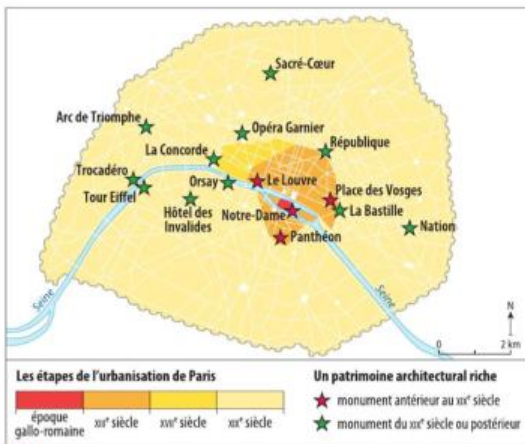 Sacré-Cœur
Arc de Triomphe
Opéra Garnier
La Concorde
République
Trocadéro
Orsay
Le Louvre
Tour Eiffel
Place des Vosges
Hôtel des
Invalides
Notre-Dame
La Bastille
Nation
Panthéon
Seine
Seine
N
0 2 km
Les étapes de l'urbanisation de Paris
époque
gallo-romaine
XIIIᵉ siècle
XVIIᵉ siècle
XIXᵉ siècle
Un patrimoine architectural riche
monument antérieur au XIXᵉ siècle
monument du XIXᵉ siècle ou postérieur